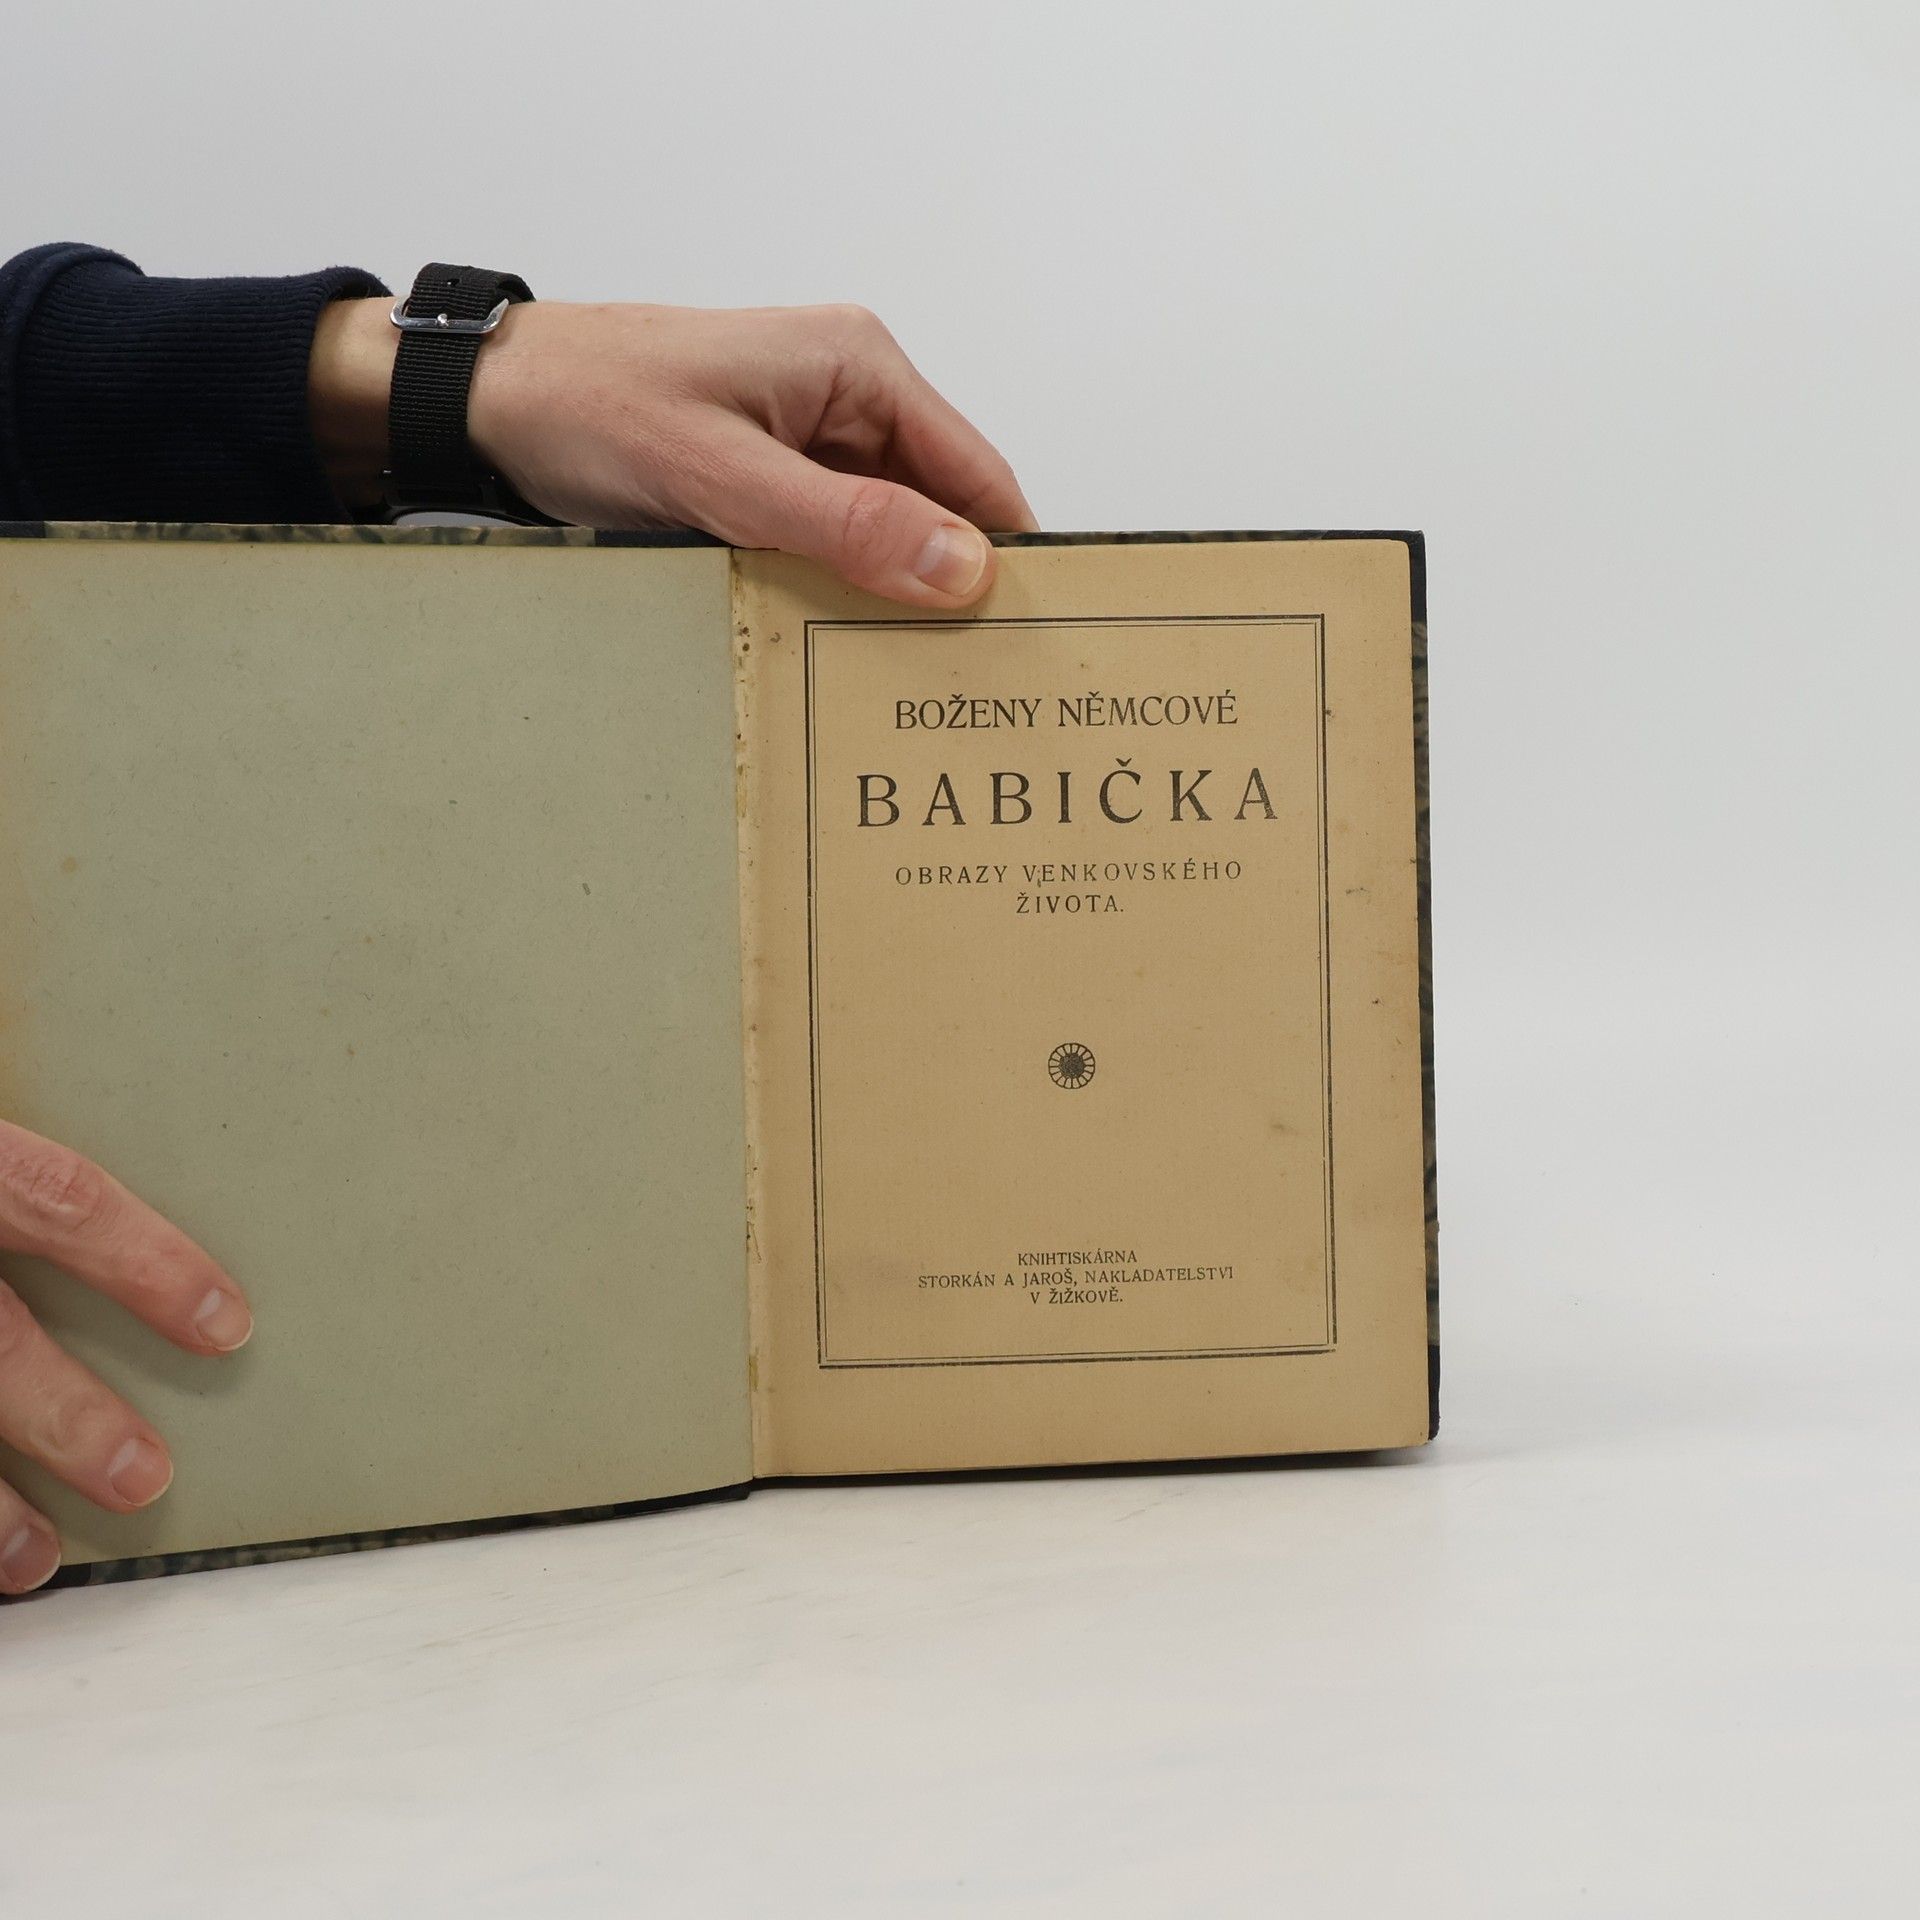 BOŽENY NĚMCOVÉ
BABIČKA
OBRAZY VENKOVSKÉHO
ŽIVOTA.
KNIHTISKÁRNA
STORKÁN A JAROŠ, NAKLADATELSTVI
V ŽIŽKOVĚ.